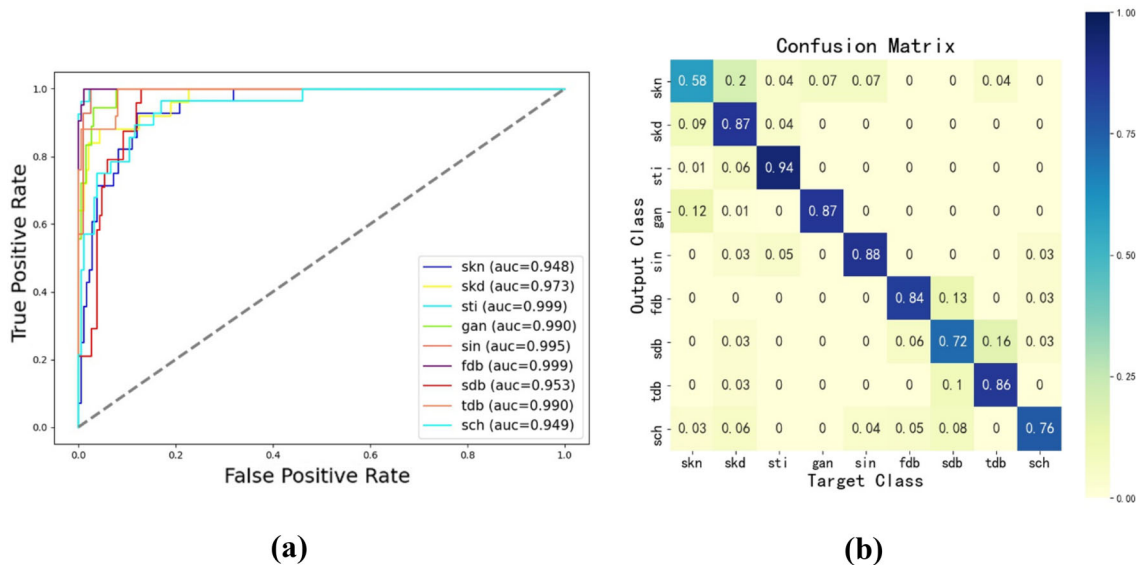 1.0
0.8
0.6
0.4
0.2
0.0
True Positive Rate
0.0 0.2 0.4 0.6 0.8 1.0
False Positive Rate
skn (auc=0.948)
skd (auc=0.973)
sti (auc=0.999)
gan (auc=0.990)
sin (auc=0.995)
fdb (auc=0.999)
sdb (auc=0.953)
tdb (auc=0.990)
sch (auc=0.949)
(a)
Confusion Matrix
Output Class
skn 0.58 0.2 0.04 0.07 0.07 0 0 0.04 0
skd 0.09 0.87 0.04 0 0 0 0 0 0
sti 0.01 0.06 0.94 0 0 0 0 0 0
gan 0.12 0.01 0 0.87 0 0 0 0 0
sin 0 0.03 0.05 0 0.88 0 0 0 0.03
fdb 0 0 0 0 0 0.84 0.13 0 0.03
sdb 0 0.03 0 0 0 0.06 0.72 0.16 0.03
tdb 0 0.03 0 0 0 0 0.1 0.86 0
sch 0.03 0.06 0 0 0.04 0.05 0.08 0 0.76
skn skd sti gan sin fdb sdb tdb sch
Target Class
1.00
0.75
0.50
0.25
0.00
(b)